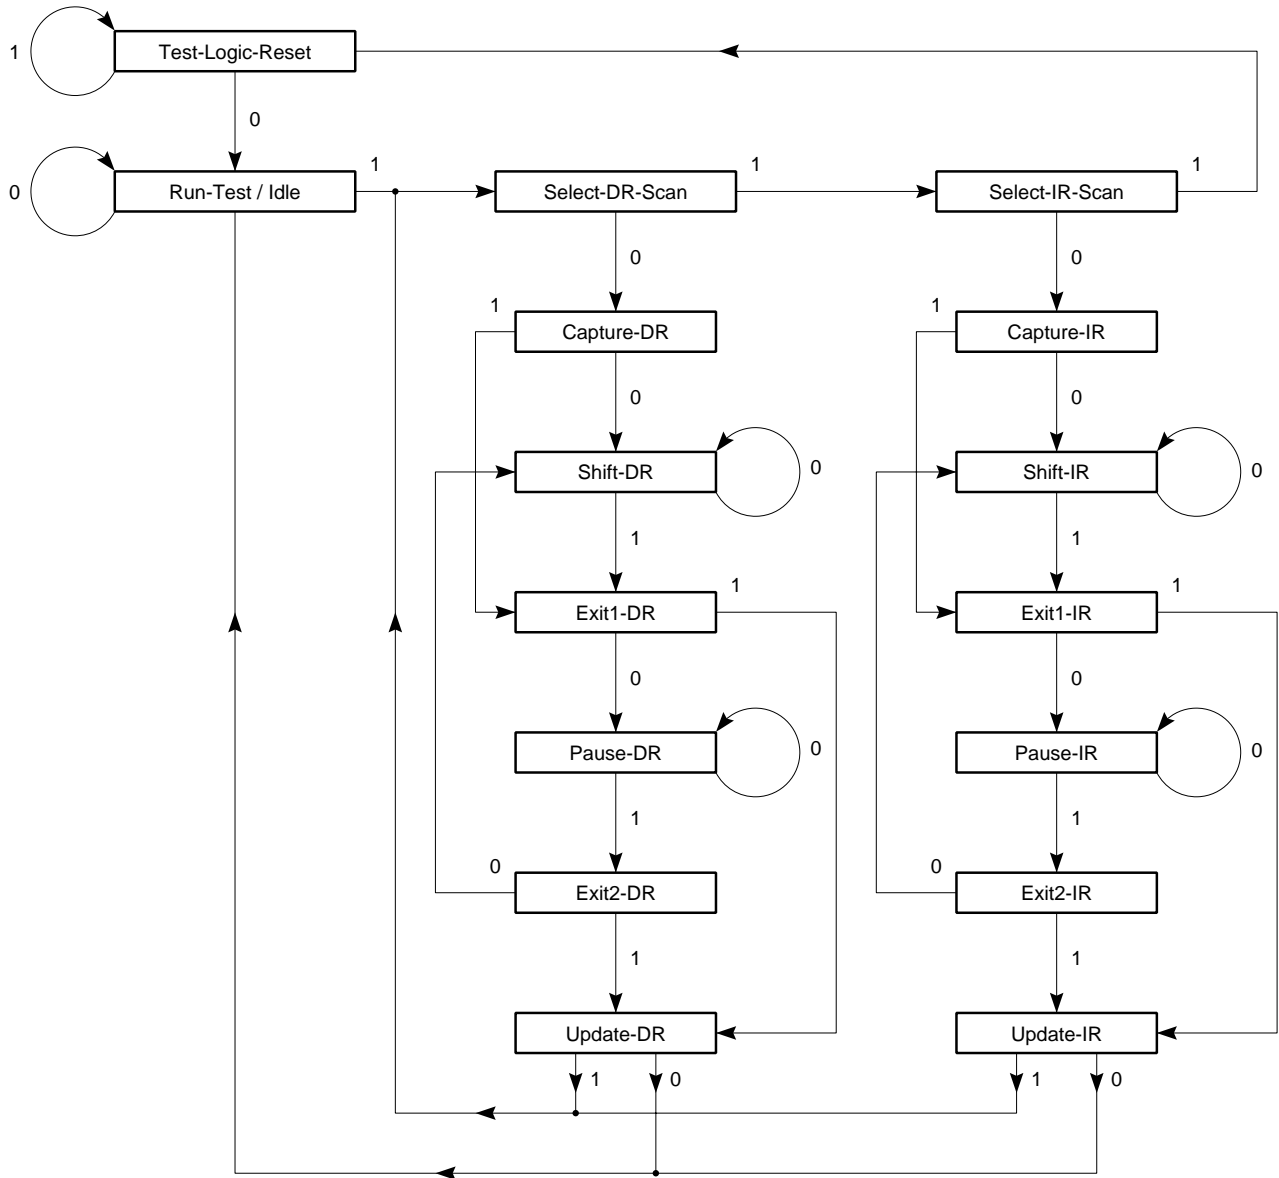 Test-Logic-Reset
1
0
Run-Test / Idle
0
1
Select-DR-Scan
1
Select-IR-Scan
1
0
0
1
Capture-DR
1
Capture-IR
0
0
Shift-DR
0
Shift-IR
0
1
1
Exit1-DR
1
Exit1-IR
1
0
0
Pause-DR
0
Pause-IR
0
1
1
0
Exit2-DR
0
Exit2-IR
1
1
Update-DR
Update-IR
1
0
1
0